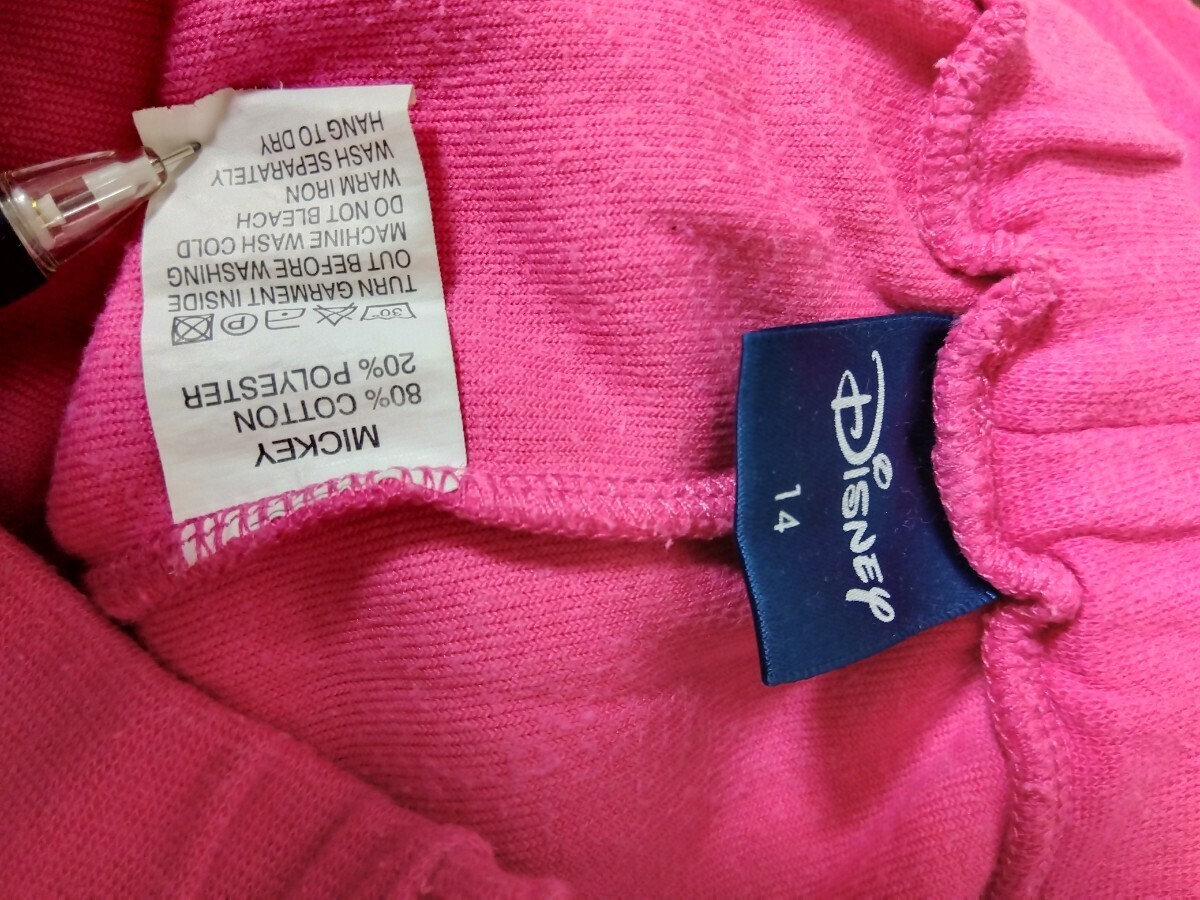 MICKEY
80% COTTON
20% POLYESTER
30°
P
TURN GARMENT INSIDE
OUT BEFORE WASHING
MACHINE WASH COLD
DO NOT BLEACH
WARM IRON
WASH SEPARATELY
HANG TO DRY
DISNEY
14